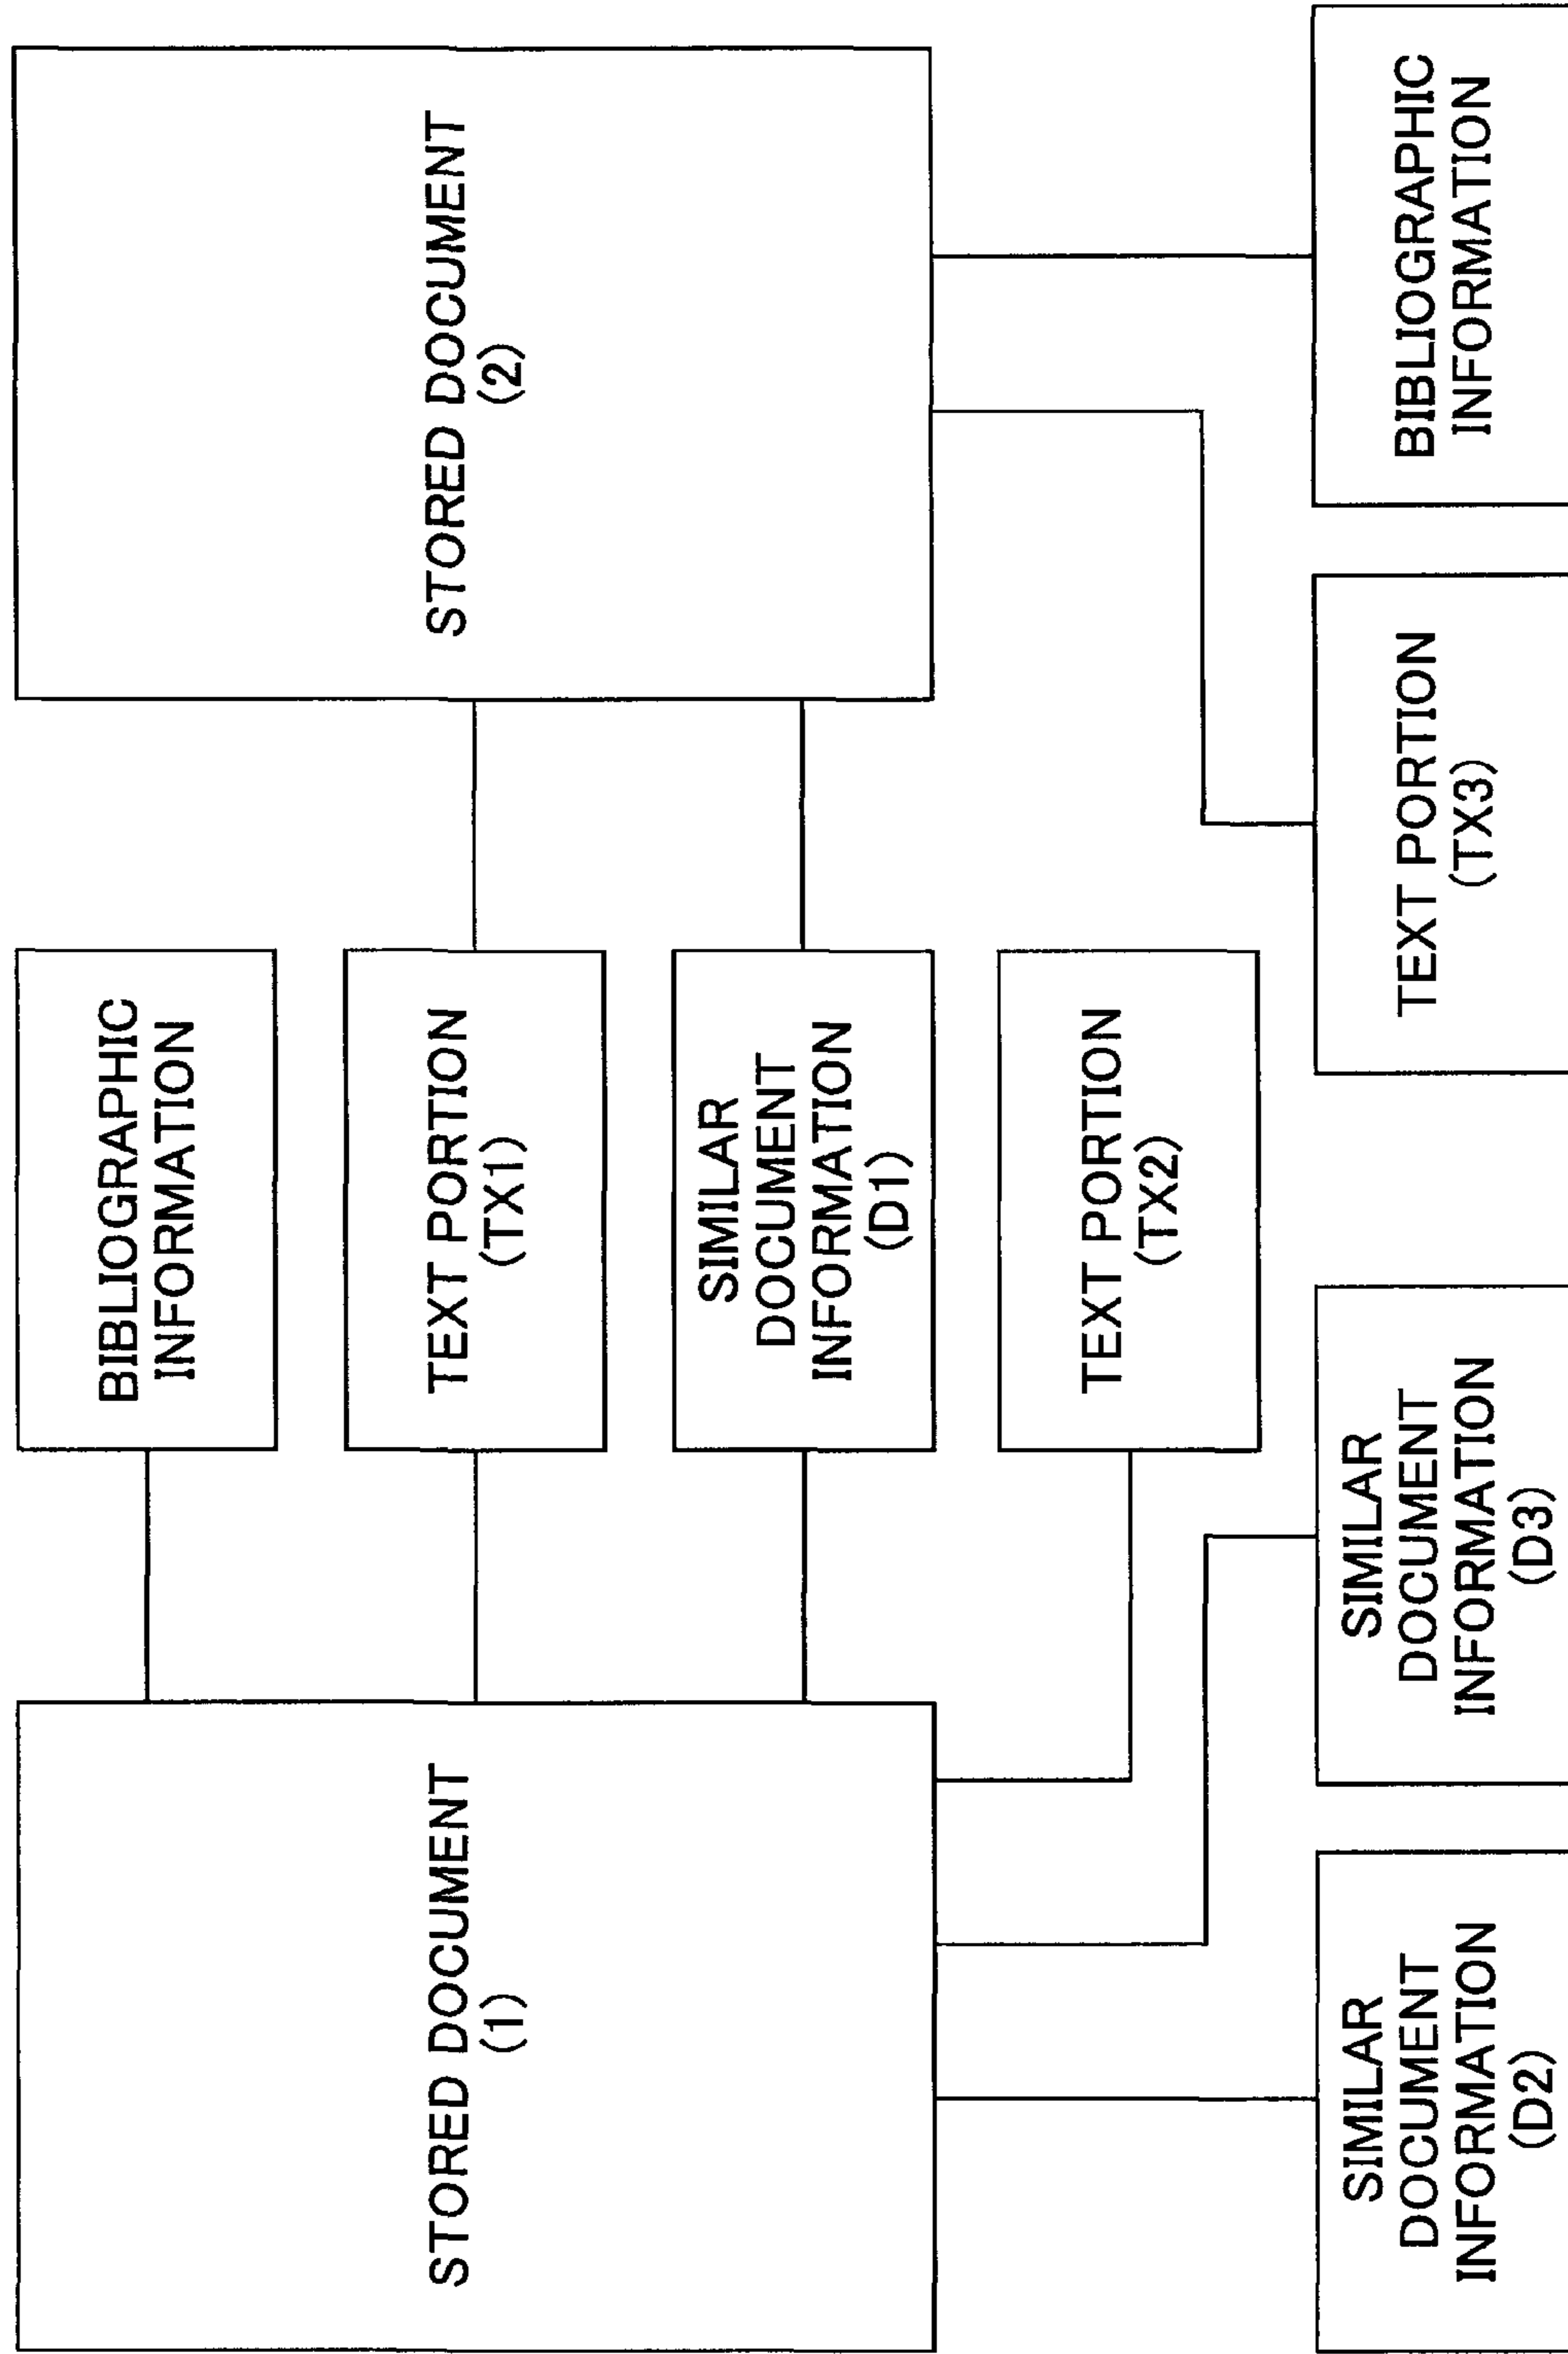 STORED DOCUMENT
(1)
BIBLIOGRAPHIC
INFORMATION
TEXT PORTION
(TX1)
SIMILAR
DOCUMENT
INFORMATION
(D1)
TEXT PORTION
(TX2)
STORED DOCUMENT
(2)
SIMILAR
DOCUMENT
INFORMATION
(D2)
SIMILAR
DOCUMENT
INFORMATION
(D3)
TEXT PORTION
(TX3)
BIBLIOGRAPHIC
INFORMATION